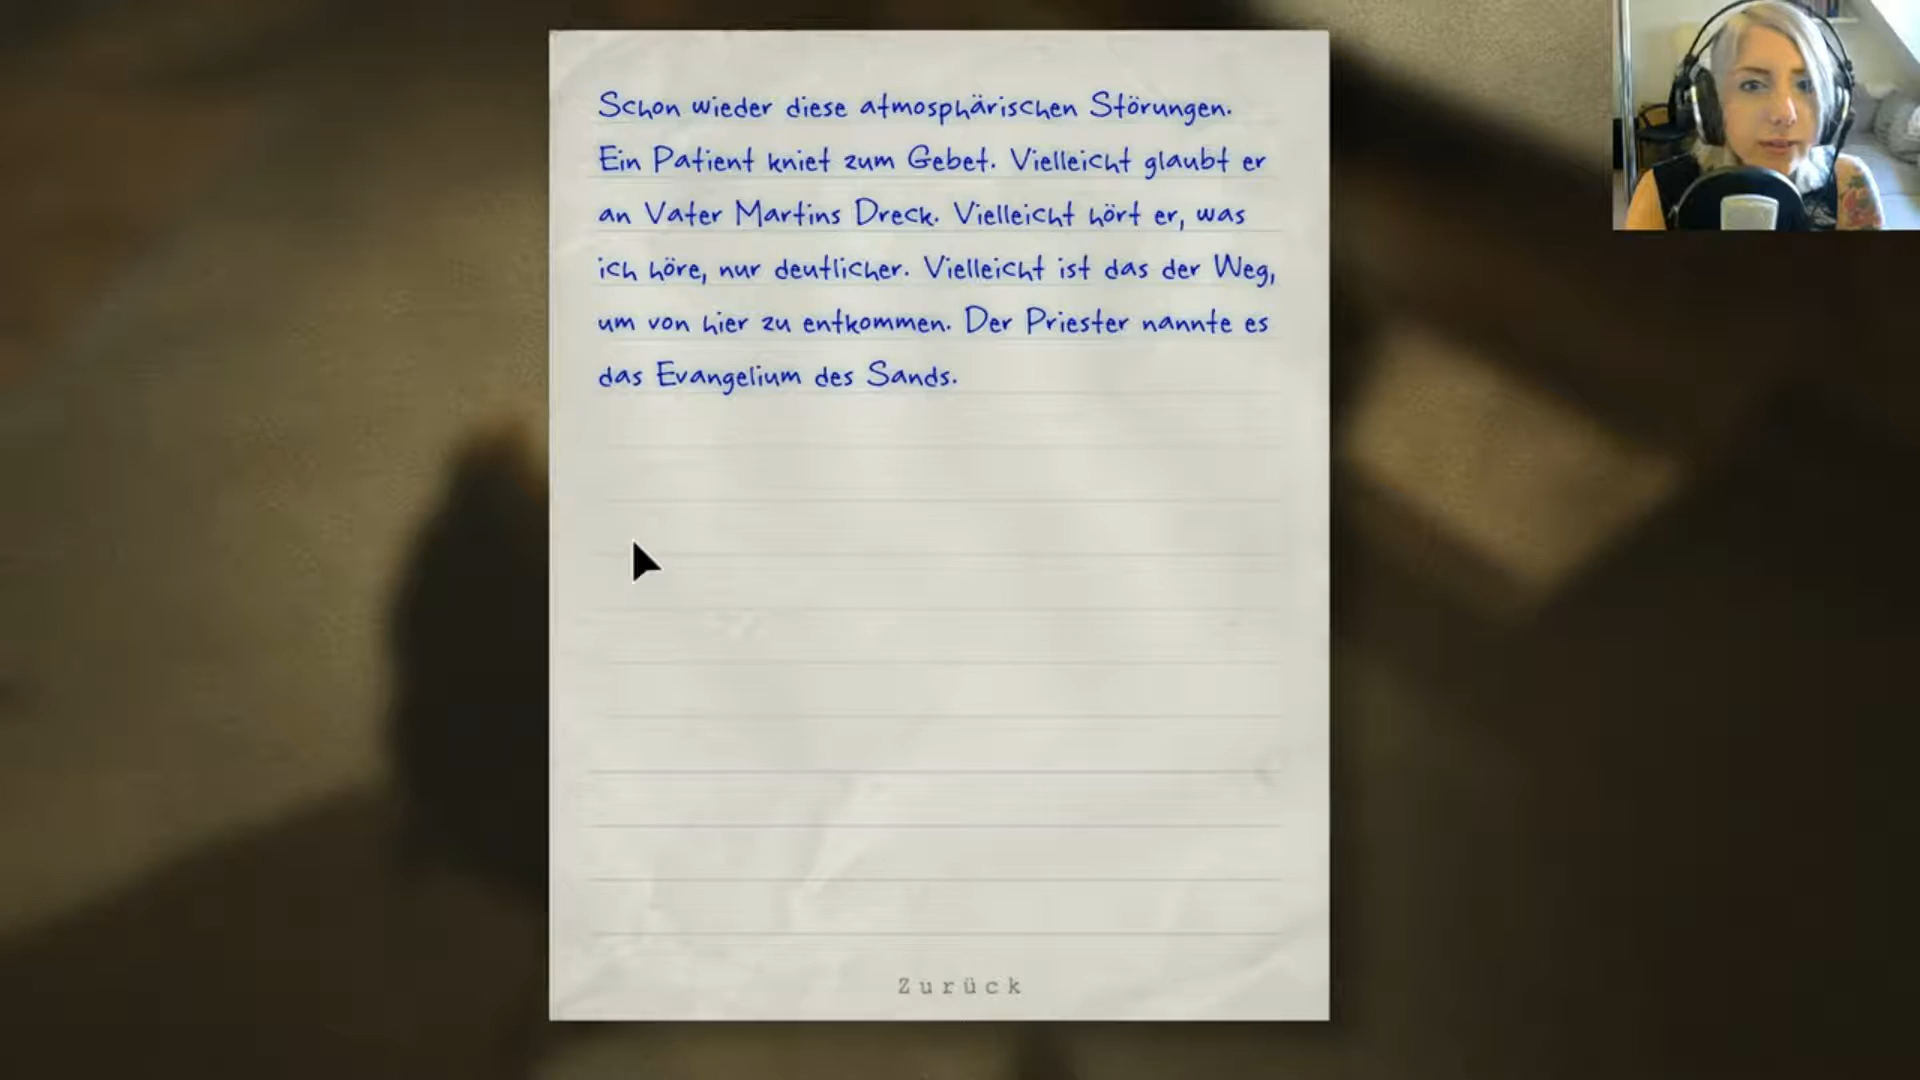 Schon wieder diese atmosphärischen Störungen.
Ein Patient kniet zum Gebet. Vielleicht glaubt er
an Vater Martins Dreck. Vielleicht hört er, was
ich höre, nur deutlicher. Vielleicht ist das der Weg,
um von hier zu entkommen. Der Priester nannte es
das Evangelium des Sands.
Zurück